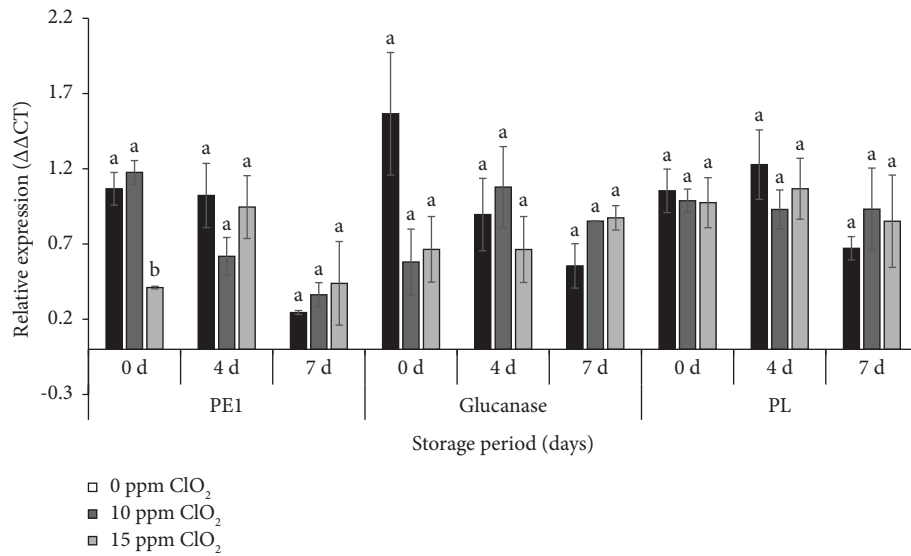 Relative expression (ΔΔCT)
2.2
1.7
1.2
0.7
0.2
-0.3
a a b a a a a a a
a a a a a a a a a
a a a a a a a a a
0 d 4 d 7 d 0 d 4 d 7 d 0 d 4 d 7 d
PE1 Glucanase PL
Storage period (days)
0 ppm ClO₂
10 ppm ClO₂
15 ppm ClO₂